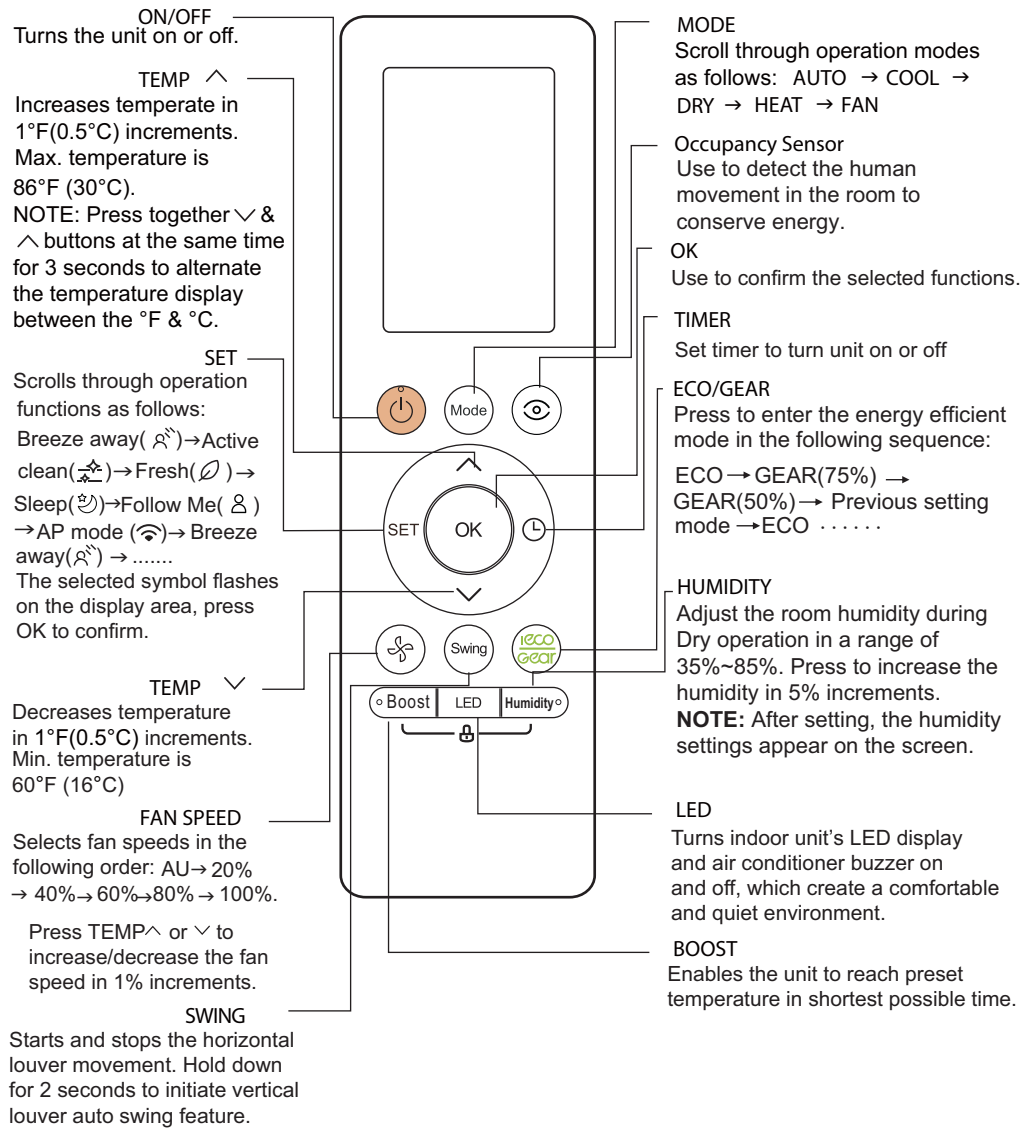 ON/OFF
Turns the unit on or off.
TEMP
Increases temperate in
1°F(0.5°C) increments.
Max. temperature is
86°F (30°C).
NOTE: Press together &
buttons at the same time
for 3 seconds to alternate
the temperature display
between the °F & °C.
SET
Scrolls through operation
functions as follows:
Breeze away( )→Active
clean( )→Fresh( )→
Sleep( )→Follow Me( )
→AP mode ( )→ Breeze
away( ) → .......
The selected symbol flashes
on the display area, press
OK to confirm.
TEMP
Decreases temperature
in 1°F(0.5°C) increments.
Min. temperature is
60°F (16°C)
FAN SPEED
Selects fan speeds in the
following order: AU→ 20%
→ 40%→ 60%→80% → 100%.
Press TEMP or to
increase/decrease the fan
speed in 1% increments.
SWING
Starts and stops the horizontal
louver movement. Hold down
for 2 seconds to initiate vertical
louver auto swing feature.
Mode
SET
OK
Swing
ieco
Gear
Boost
LED
Humidity
MODE
Scroll through operation modes
as follows: AUTO → COOL →
DRY → HEAT → FAN
Occupancy Sensor
Use to detect the human
movement in the room to
conserve energy.
OK
Use to confirm the selected functions.
TIMER
Set timer to turn unit on or off
ECO/GEAR
Press to enter the energy efficient
mode in the following sequence:
ECO→ GEAR(75%) →
GEAR(50%)→ Previous setting
mode →ECO · · · · · ·
HUMIDITY
Adjust the room humidity during
Dry operation in a range of
35%~85%. Press to increase the
humidity in 5% increments.
NOTE: After setting, the humidity
settings appear on the screen.
LED
Turns indoor unit's LED display
and air conditioner buzzer on
and off, which create a comfortable
and quiet environment.
BOOST
Enables the unit to reach preset
temperature in shortest possible time.